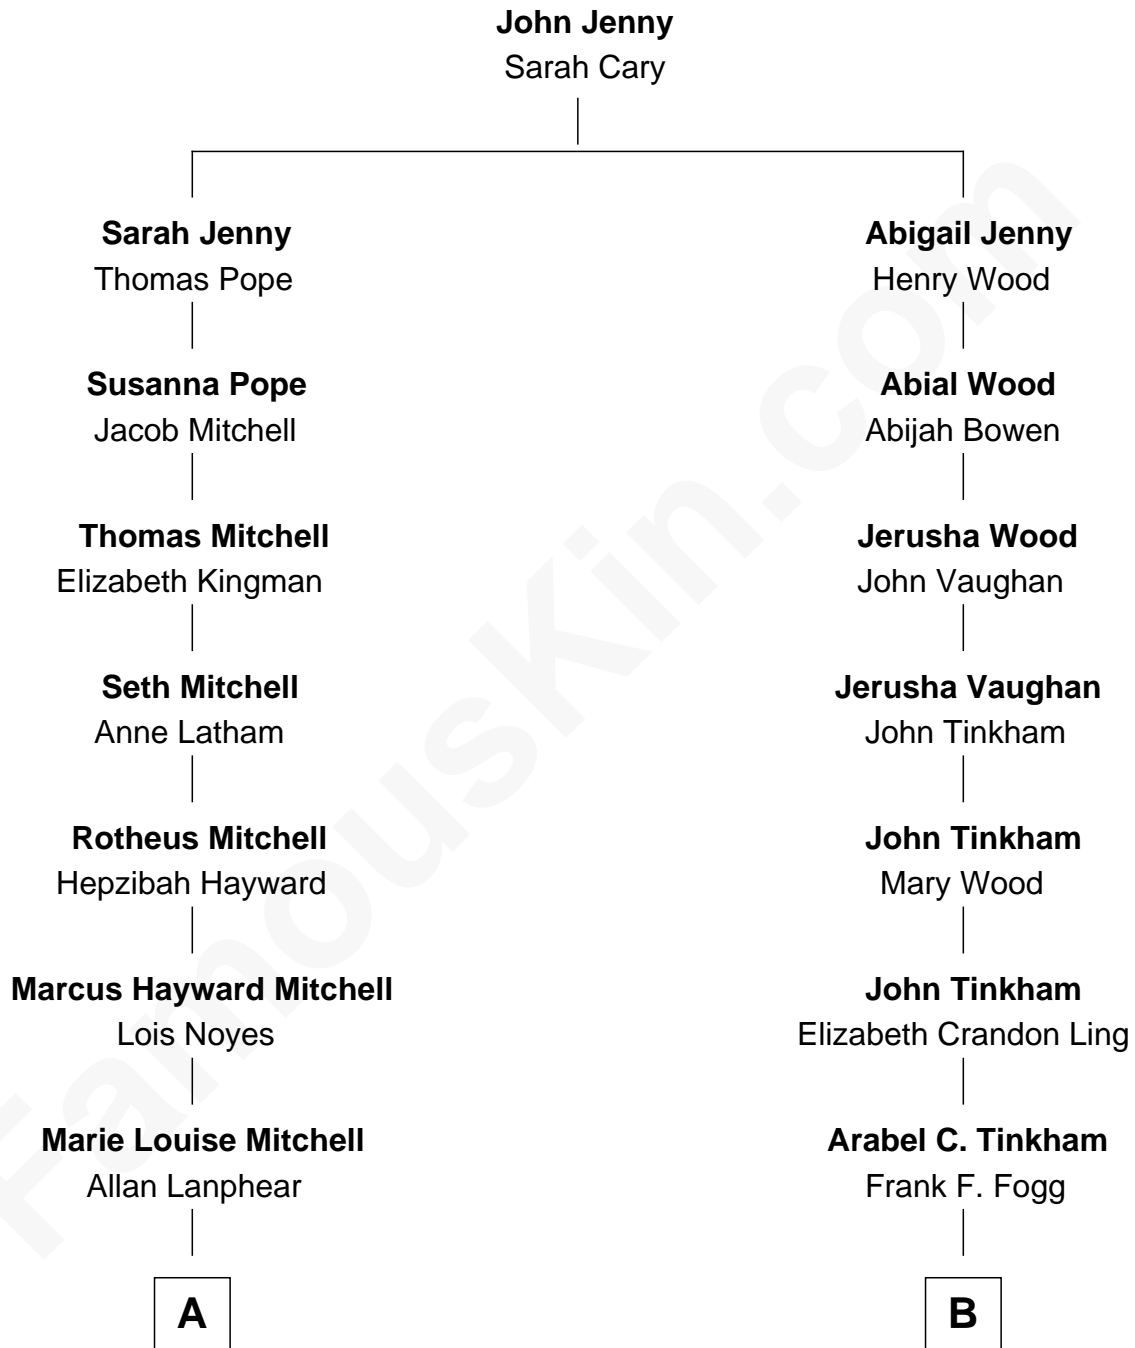 John Jenny
Sarah Cary
Sarah Jenny
Thomas Pope
Abigail Jenny
Henry Wood
Susanna Pope
Jacob Mitchell
Abial Wood
Abijah Bowen
Thomas Mitchell
Elizabeth Kingman
Jerusha Wood
John Vaughan
Seth Mitchell
Anne Latham
Jerusha Vaughan
John Tinkham
Rotheus Mitchell
Hepzibah Hayward
John Tinkham
Mary Wood
Marcus Hayward Mitchell
Lois Noyes
John Tinkham
Elizabeth Crandon Ling
Marie Louise Mitchell
Allan Lanphear
Arabel C. Tinkham
Frank F. Fogg
A
B
FamousKin.com